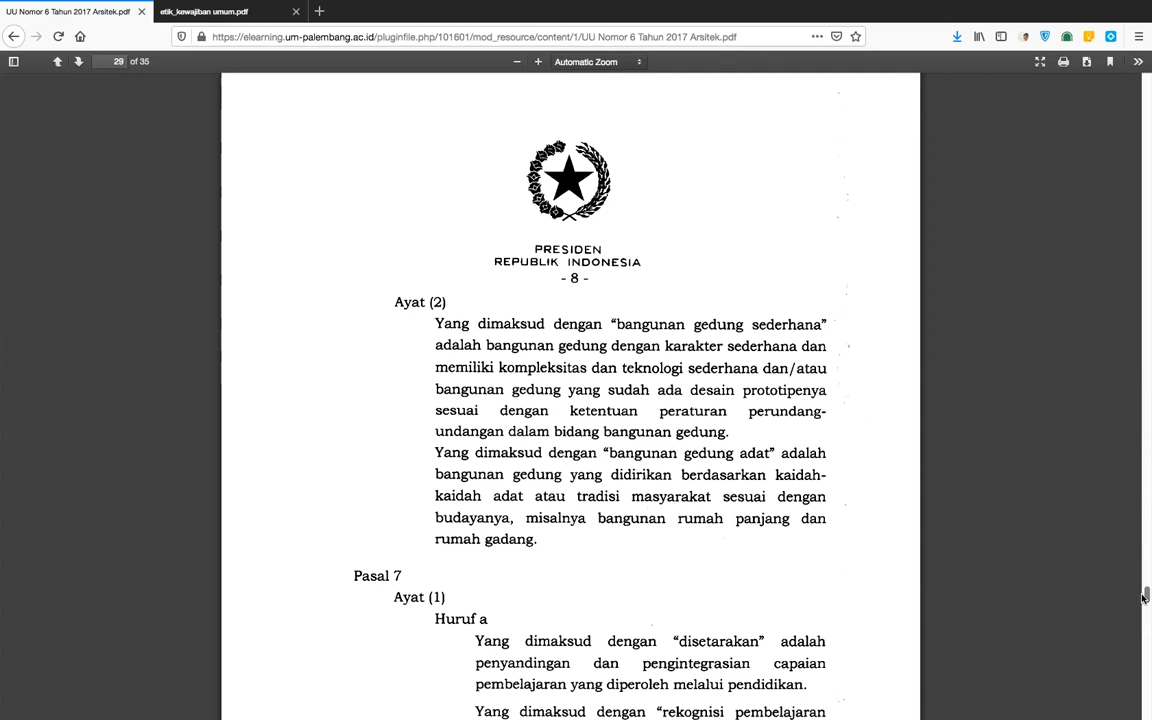 UU Nomor 6 Tahun 2017 Arsitek.pdf
etik_kewajiban umum.pdf
https://elearning.um-palembang.ac.id/pluginfile.php/101601/mod_resource/content/1/UU Nomor 6 Tahun 2017 Arsitek.pdf
29 of 35
Automatic Zoom
PRESIDEN
REPUBLIK INDONESIA
- 8 -
Ayat (2)
Yang dimaksud dengan “bangunan gedung sederhana”
adalah bangunan gedung dengan karakter sederhana dan
memiliki kompleksitas dan teknologi sederhana dan/atau
bangunan gedung yang sudah ada desain prototipenya
sesuai dengan ketentuan peraturan perundang-
undangan dalam bidang bangunan gedung.
Yang dimaksud dengan “bangunan gedung adat” adalah
bangunan gedung yang didirikan berdasarkan kaidah-
kaidah adat atau tradisi masyarakat sesuai dengan
budayanya, misalnya bangunan rumah panjang dan
rumah gadang.
Pasal 7
Ayat (1)
Huruf a
Yang dimaksud dengan “disetarakan” adalah
penyandingan dan pengintegrasian capaian
pembelajaran yang diperoleh melalui pendidikan.
Yang dimaksud dengan “rekognisi pembelajaran